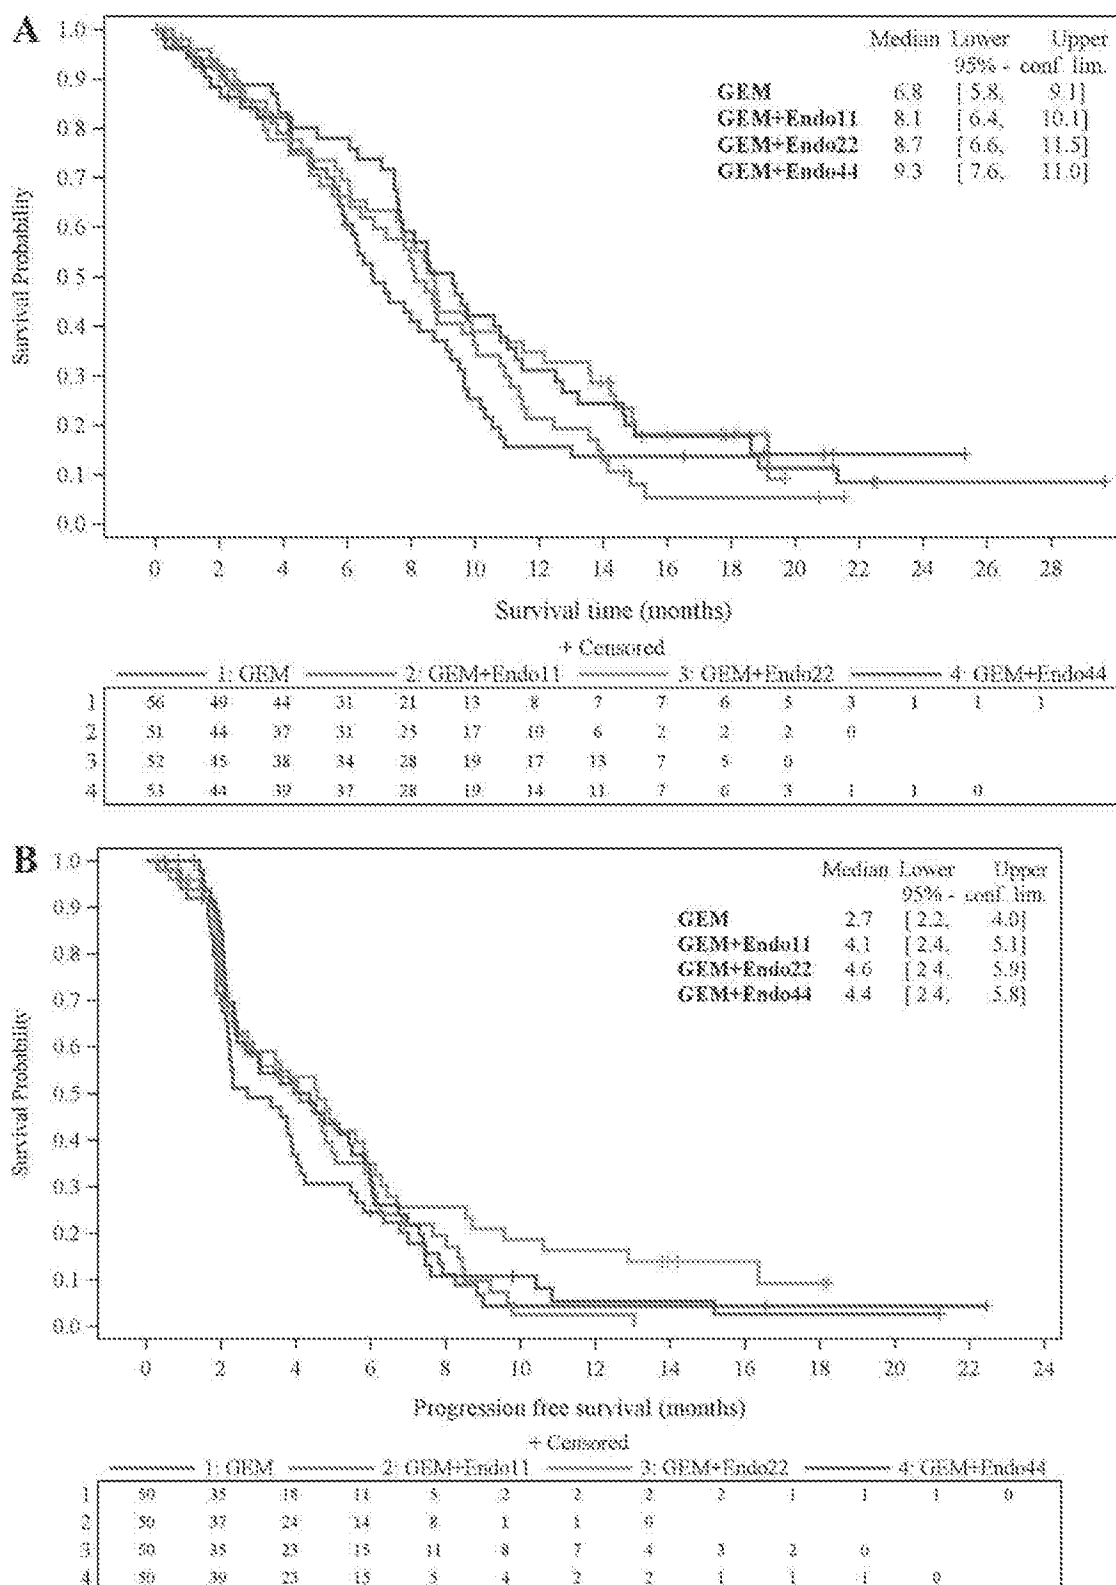 A
Median Lower Upper
95% - conf. lim.
GEM 6.8 [ 5.8, 9.1]
GEM+Endo11 8.1 [ 6.4, 10.1]
GEM+Endo22 8.7 [ 6.6, 11.5]
GEM+Endo44 9.3 [ 7.6, 11.0]
Survival Probability
1.0
0.9
0.8
0.7
0.6
0.5
0.4
0.3
0.2
0.1
0.0
0 2 4 6 8 10 12 14 16 18 20 22 24 26 28
Survival time (months)
+ Censored
1: GEM 2: GEM+Endo11 3: GEM+Endo22 4: GEM+Endo44
1 56 49 44 31 21 13 8 7 7 6 5 3 1 1 1
2 51 44 37 31 25 17 10 6 2 2 2 0
3 52 45 38 34 28 19 17 13 7 5 0
4 53 44 39 37 28 19 14 11 7 6 3 1 1 0
B
Median Lower Upper
95% - conf. lim.
GEM 2.7 [ 2.2, 4.0]
GEM+Endo11 4.1 [ 2.4, 5.1]
GEM+Endo22 4.6 [ 2.4, 5.9]
GEM+Endo44 4.4 [ 2.4, 5.8]
Survival Probability
1.0
0.9
0.8
0.7
0.6
0.5
0.4
0.3
0.2
0.1
0.0
0 2 4 6 8 10 12 14 16 18 20 22 24
Progression free survival (months)
+ Censored
1: GEM 2: GEM+Endo11 3: GEM+Endo22 4: GEM+Endo44
1 50 35 18 11 5 2 2 2 2 1 1 1 0
2 50 37 24 14 8 1 1 0
3 50 35 23 15 11 8 7 4 3 2 0
4 50 39 23 15 5 4 2 2 1 1 1 0